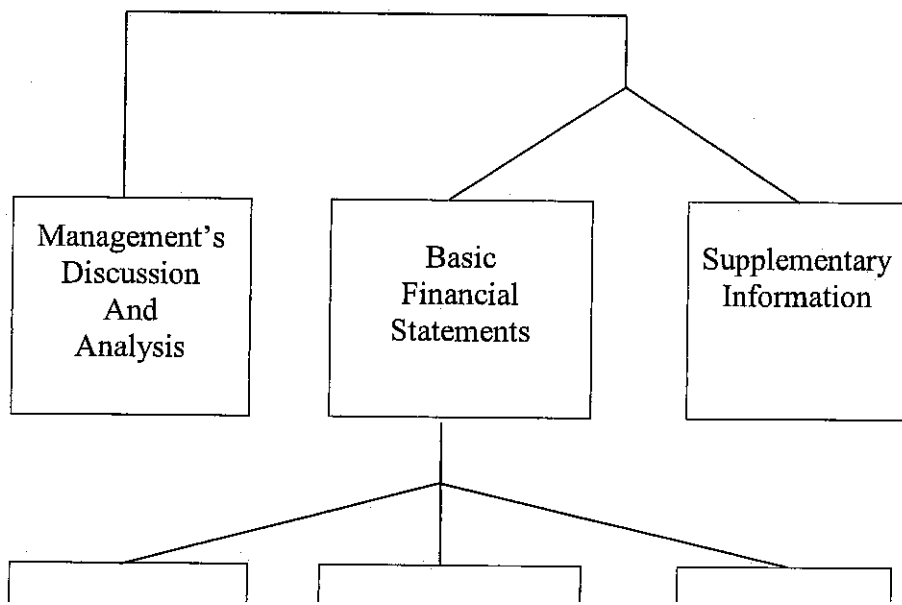 Management's
Discussion
And
Analysis
Basic
Financial
Statements
Supplementary
Information